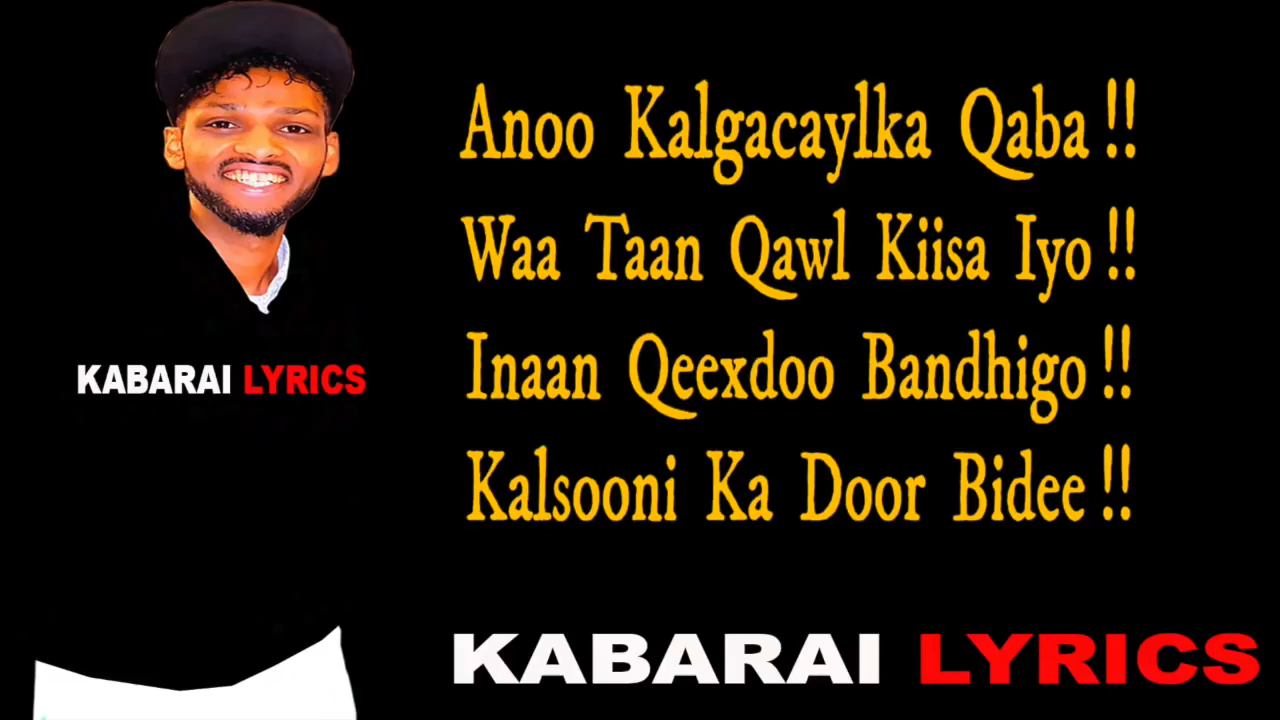 Anoo Kalgacaylka Qaba !!
Waa Taan Qawl Kiisa Iyo !!
Inaan Qeexdoo Bandhigo !!
Kalsooni Ka Door Bidee !!
KABARAI LYRICS
KABARAI LYRICS